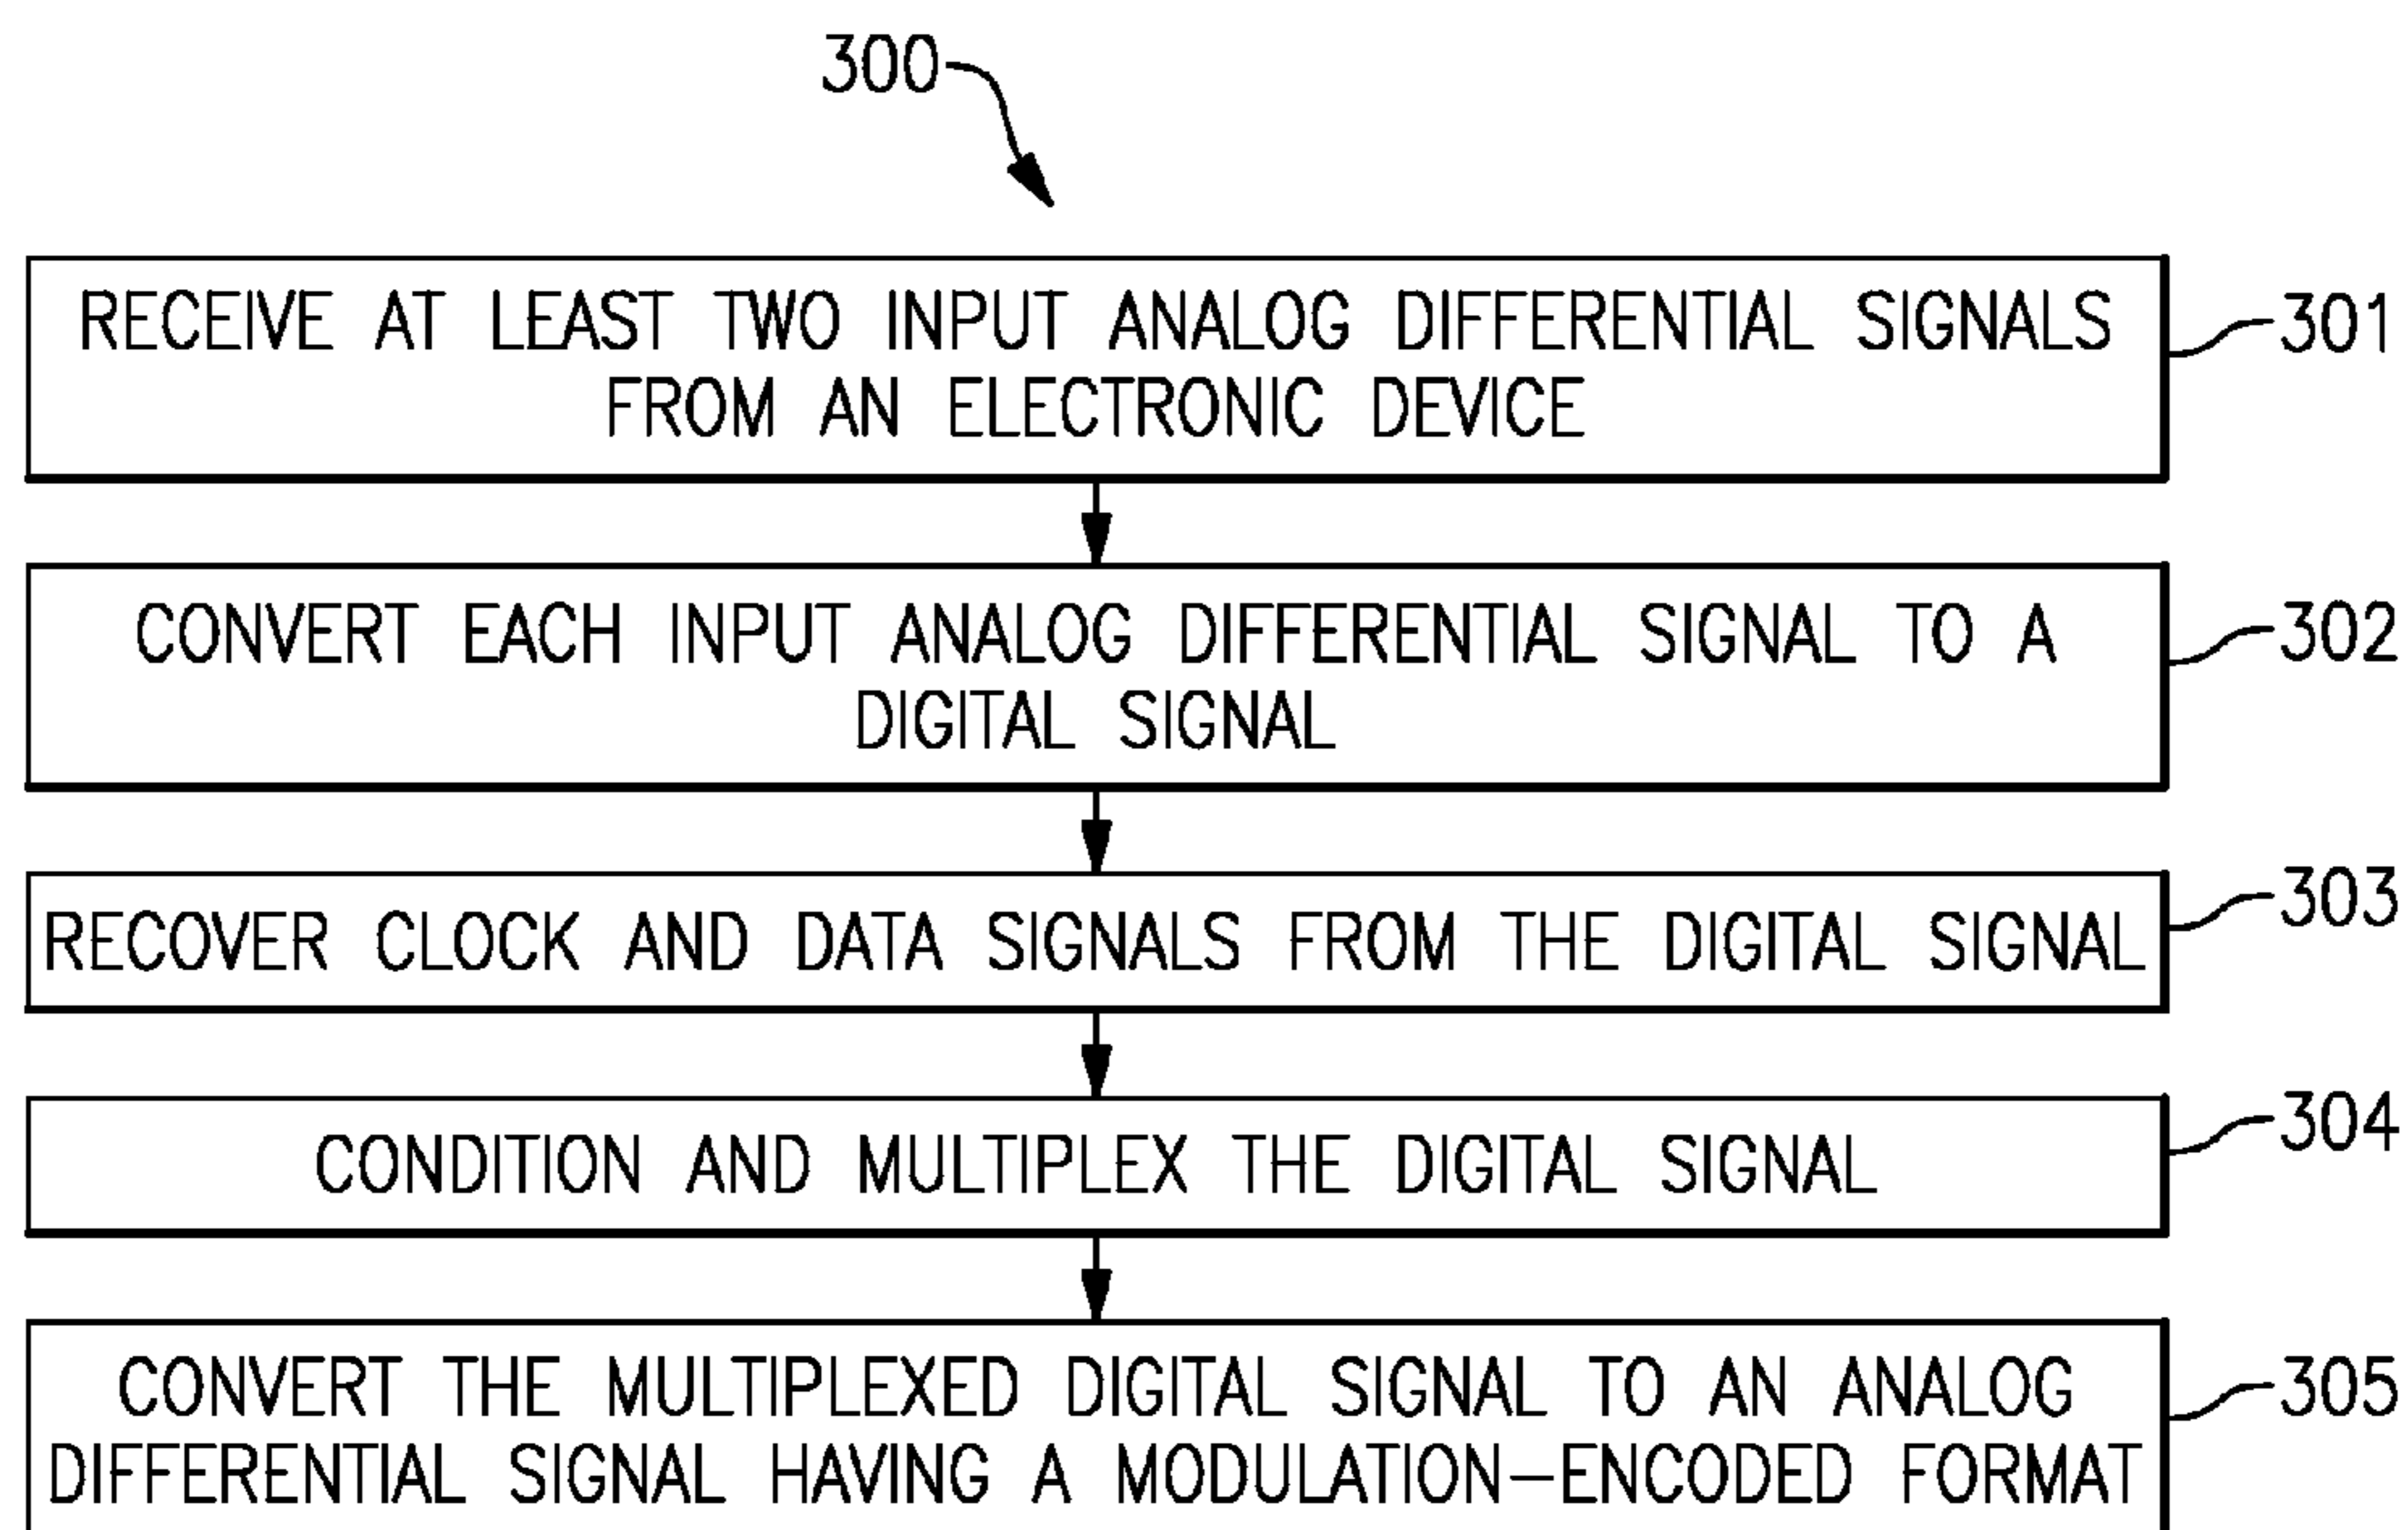 300
RECEIVE AT LEAST TWO INPUT ANALOG DIFFERENTIAL SIGNALS
FROM AN ELECTRONIC DEVICE
301
CONVERT EACH INPUT ANALOG DIFFERENTIAL SIGNAL TO A
DIGITAL SIGNAL
302
RECOVER CLOCK AND DATA SIGNALS FROM THE DIGITAL SIGNAL
303
CONDITION AND MULTIPLEX THE DIGITAL SIGNAL
304
CONVERT THE MULTIPLEXED DIGITAL SIGNAL TO AN ANALOG
DIFFERENTIAL SIGNAL HAVING A MODULATION–ENCODED FORMAT
305